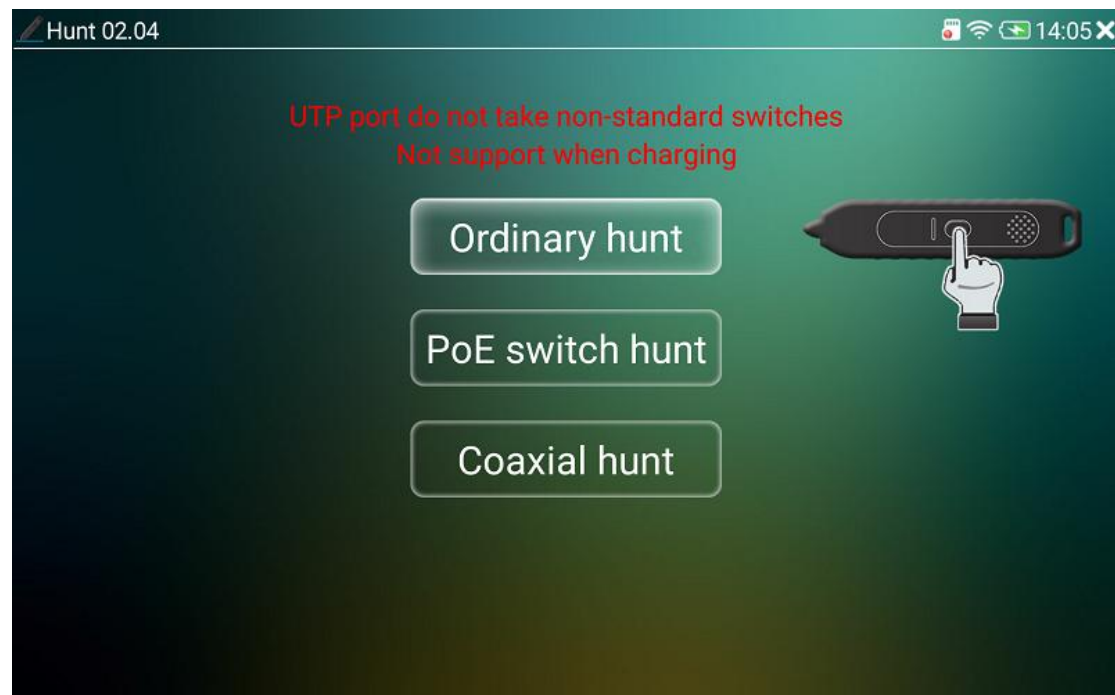 Hunt 02.04
14:05
UTP port do not take non-standard switches
Not support when charging
Ordinary hunt
PoE switch hunt
Coaxial hunt